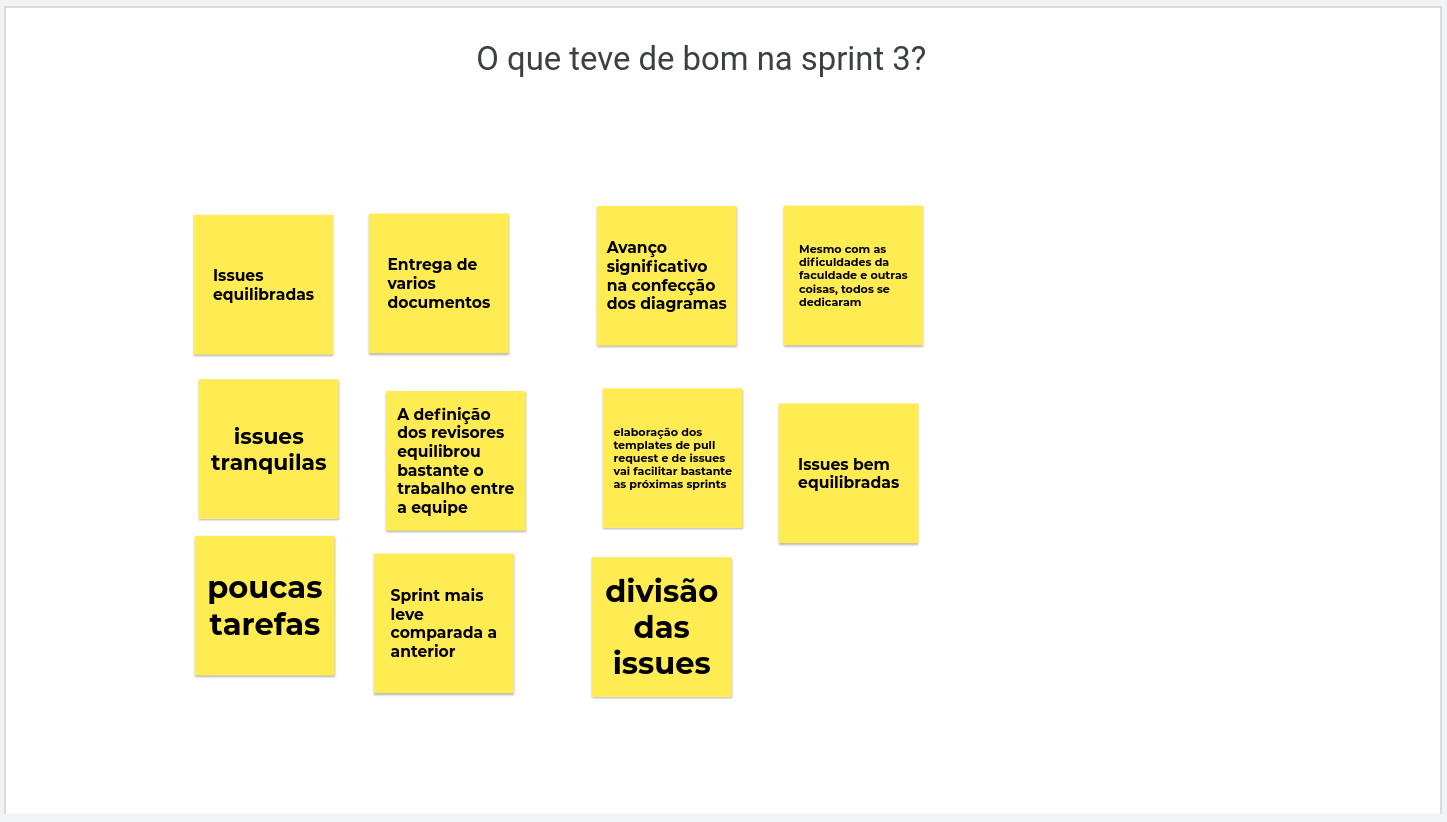 O que teve de bom na sprint 3?
Issues
equilibradas
Entrega de
varios
documentos
Avanço
significativo
na confecção
dos diagramas
Mesmo com as
dificuldades da
faculdade e outras
coisas, todos se
dedicaram
issues
tranquilas
A definição
dos revisores
equilibrou
bastante o
trabalho entre
a equipe
elaboração dos
templates de pull
request e de issues
vai facilitar bastante
as próximas sprints
Issues bem
equilibradas
poucas
tarefas
Sprint mais
leve
comparada a
anterior
divisão
das
issues